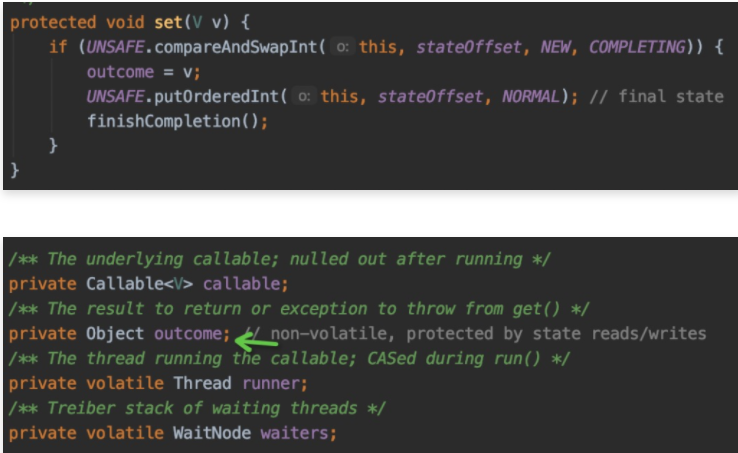 protected void set(V v) {
if (UNSAFE.compareAndSwapInt( o: this, stateOffset, NEW, COMPLETING)) {
outcome = v;
UNSAFE.putOrderedInt( o: this, stateOffset, NORMAL); // final state
finishCompletion();
}
}
/** The underlying callable; nulled out after running */
private Callable<V> callable;
/** The result to return or exception to throw from get() */
private Object outcome; // non-volatile, protected by state reads/writes
/** The thread running the callable; CASed during run() */
private volatile Thread runner;
/** Treiber stack of waiting threads */
private volatile WaitNode waiters;